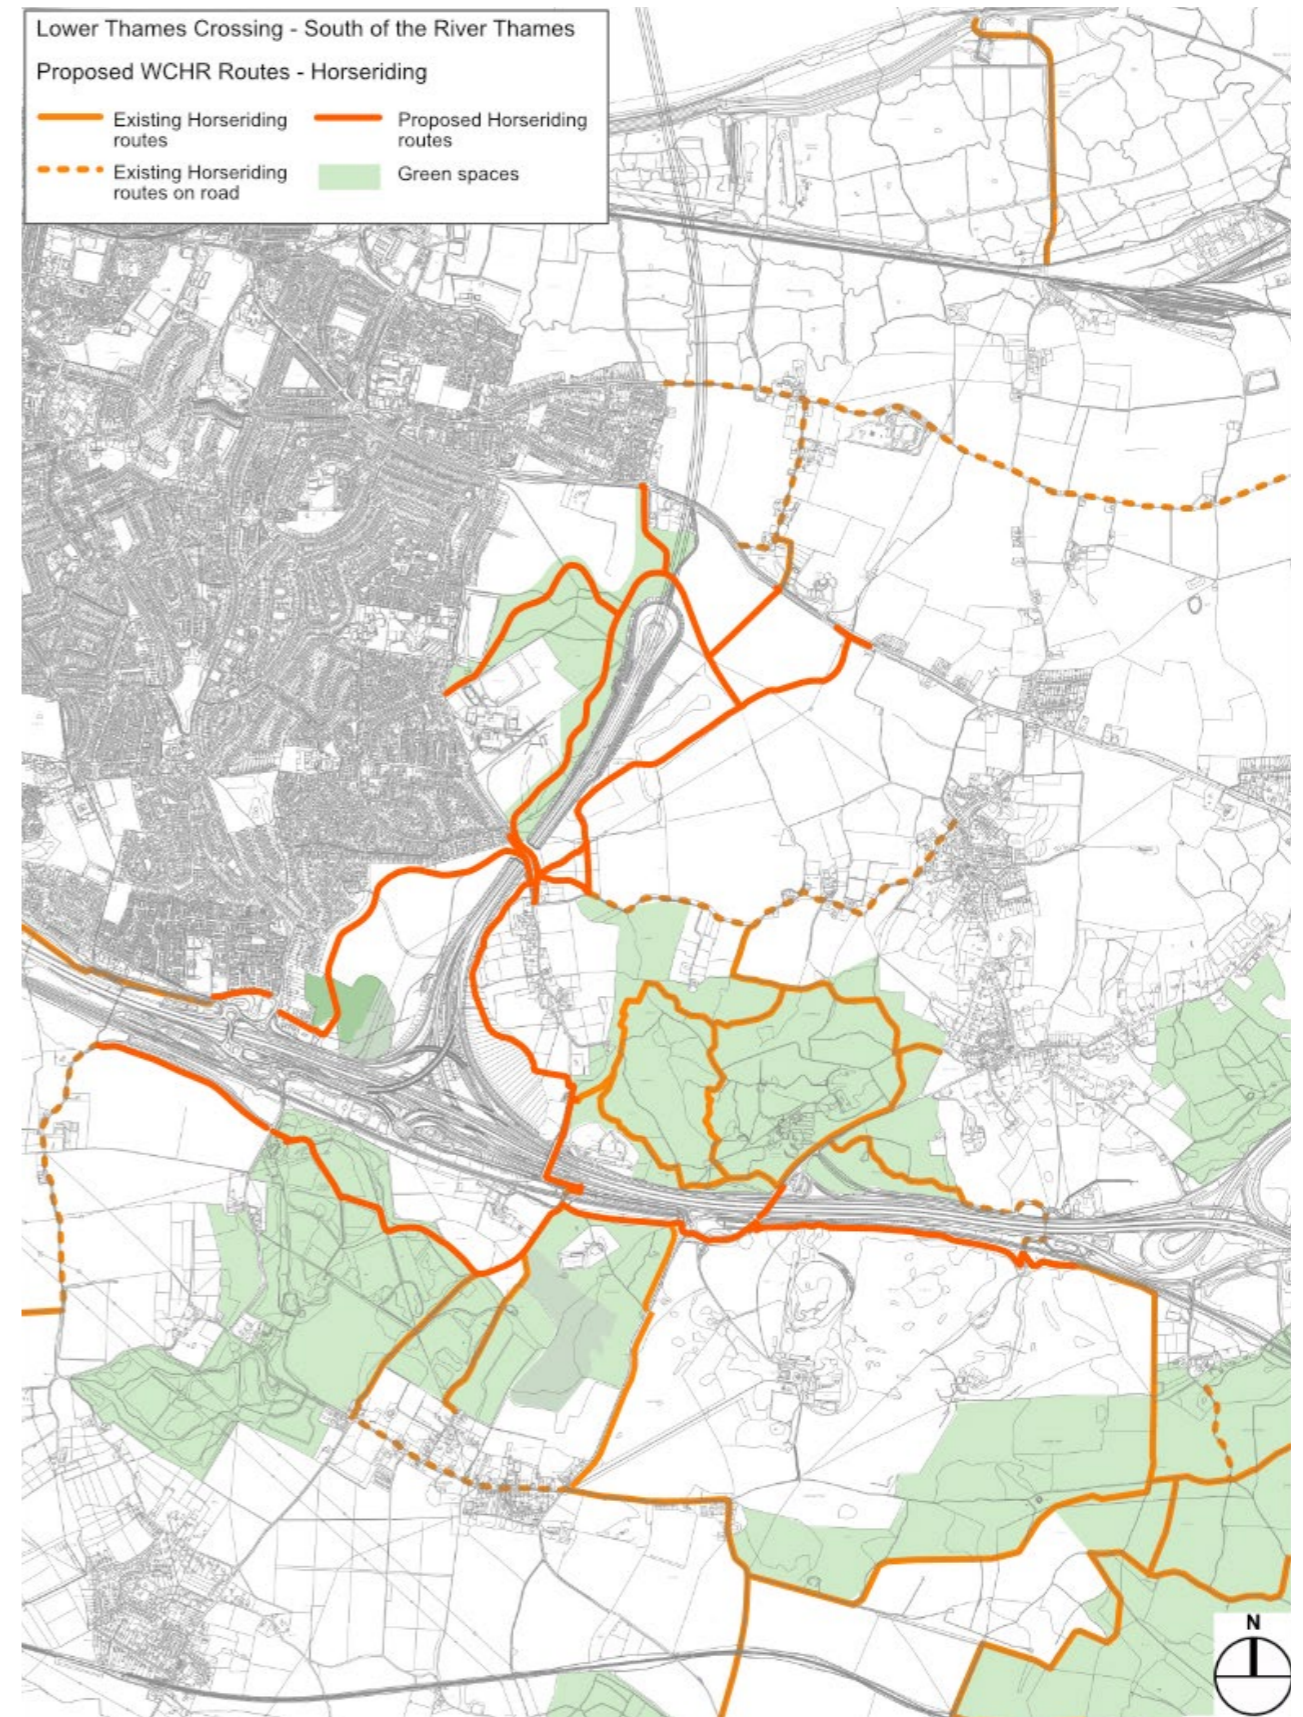 Lower Thames Crossing - South of the River Thames
Proposed WCHR Routes - Horseriding
Existing Horseriding
routes
Proposed Horseriding
routes
Existing Horseriding
routes on road
Green spaces
N